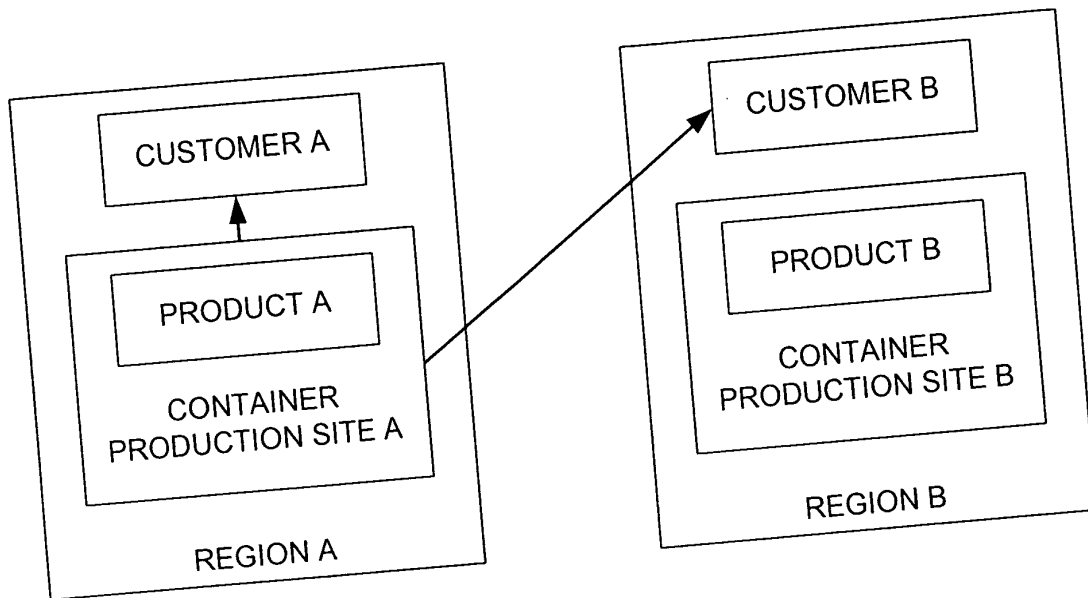 CUSTOMER A
PRODUCT A
CONTAINER
PRODUCTION SITE A
REGION A
CUSTOMER B
PRODUCT B
CONTAINER
PRODUCTION SITE B
REGION B